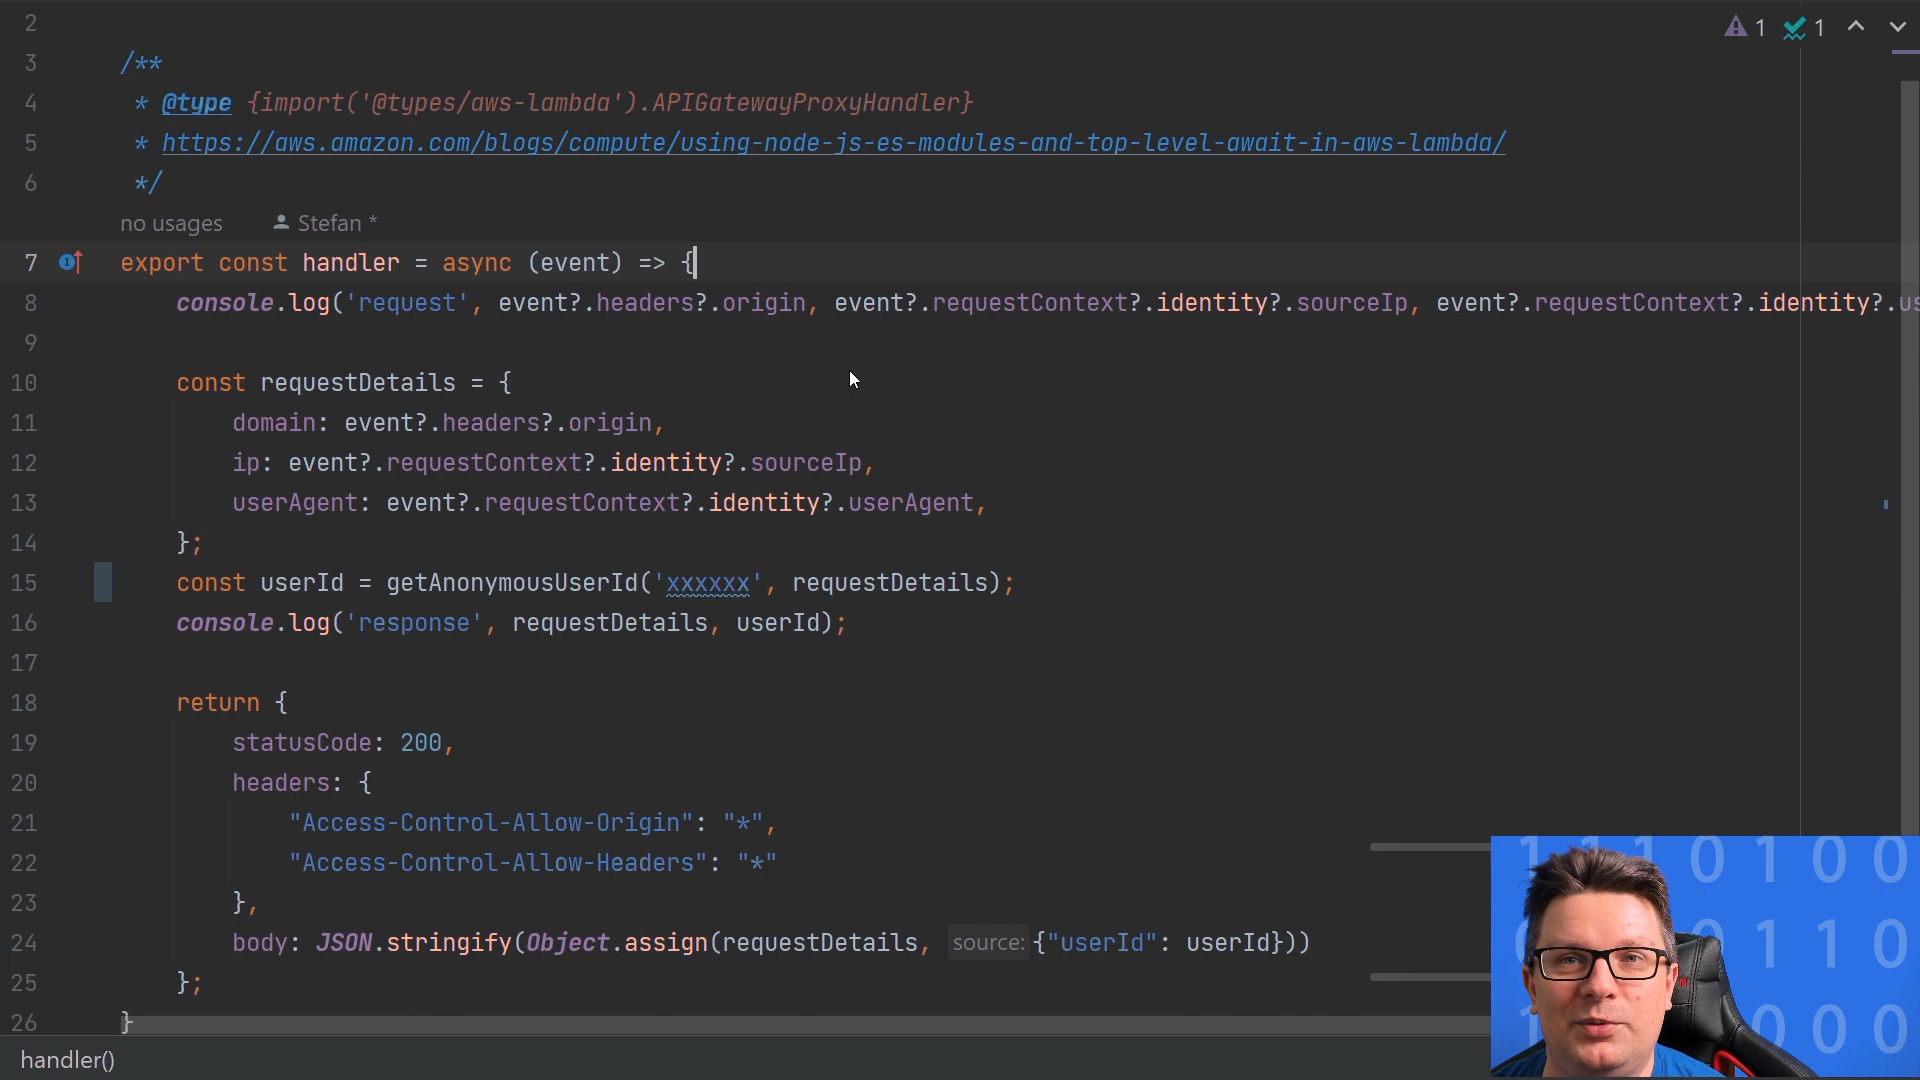 1 1
2
3 /**
4 * @type {import('@types/aws-lambda').APIGatewayProxyHandler}
5 * https://aws.amazon.com/blogs/compute/using-node-js-es-modules-and-top-level-await-in-aws-lambda/
6 */
no usages Stefan *
7 export const handler = async (event) => {
8 console.log('request', event?.headers?.origin, event?.requestContext?.identity?.sourceIp, event?.requestContext?.identity?.us
9
10 const requestDetails = {
11 domain: event?.headers?.origin,
12 ip: event?.requestContext?.identity?.sourceIp,
13 userAgent: event?.requestContext?.identity?.userAgent,
14 };
15 const userId = getAnonymousUserId('xxxxxx', requestDetails);
16 console.log('response', requestDetails, userId);
17
18 return {
19 statusCode: 200,
20 headers: {
21 "Access-Control-Allow-Origin": "*",
22 "Access-Control-Allow-Headers": "*"
23 },
24 body: JSON.stringify(Object.assign(requestDetails, source: {"userId": userId}))
25 };
26 }
handler()